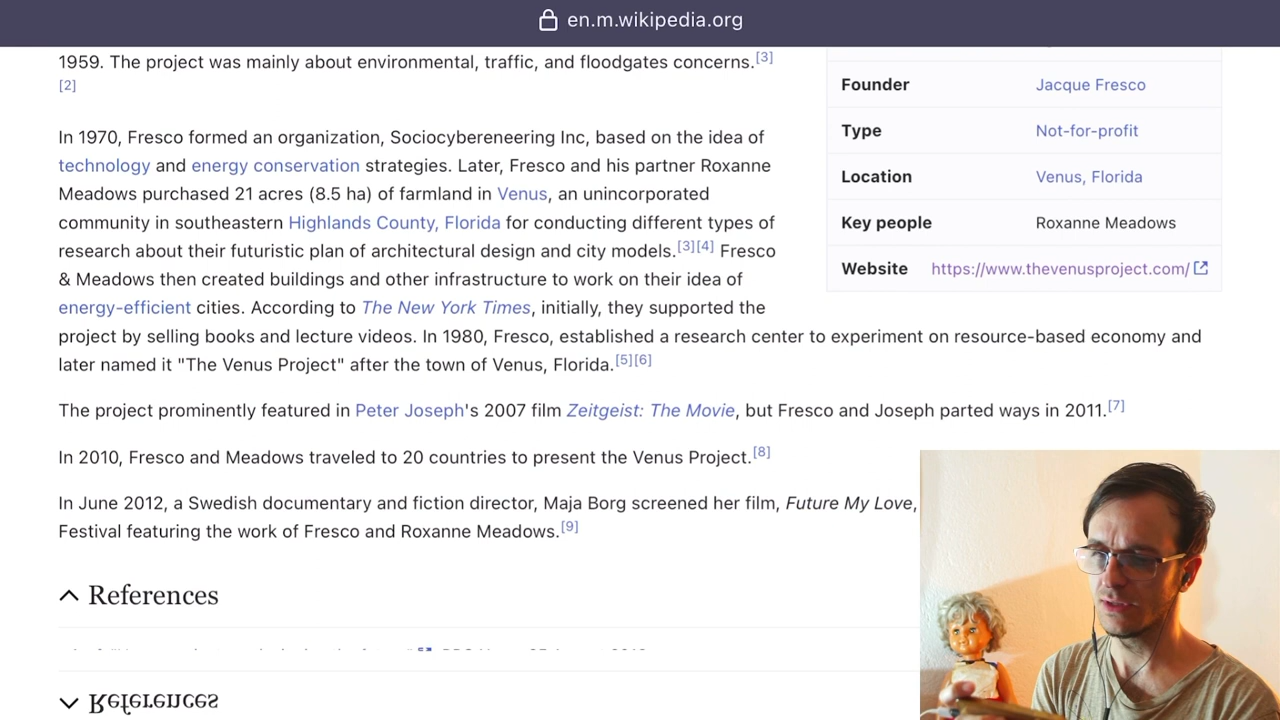 en.m.wikipedia.org
1959. The project was mainly about environmental, traffic, and floodgates concerns.[3]
[2]
In 1970, Fresco formed an organization, Sociocybereneering Inc, based on the idea of
technology and energy conservation strategies. Later, Fresco and his partner Roxanne
Meadows purchased 21 acres (8.5 ha) of farmland in Venus, an unincorporated
community in southeastern Highlands County, Florida for conducting different types of
research about their futuristic plan of architectural design and city models.[3][4] Fresco
& Meadows then created buildings and other infrastructure to work on their idea of
energy-efficient cities. According to The New York Times, initially, they supported the
project by selling books and lecture videos. In 1980, Fresco, established a research center to experiment on resource-based economy and
later named it "The Venus Project" after the town of Venus, Florida.[5][6]
The project prominently featured in Peter Joseph's 2007 film Zeitgeist: The Movie, but Fresco and Joseph parted ways in 2011.[7]
In 2010, Fresco and Meadows traveled to 20 countries to present the Venus Project.[8]
In June 2012, a Swedish documentary and fiction director, Maja Borg screened her film, Future My Love,
Festival featuring the work of Fresco and Roxanne Meadows.[9]
References
References
Founder Jacque Fresco
Type Not-for-profit
Location Venus, Florida
Key people Roxanne Meadows
Website https://www.thevenusproject.com/